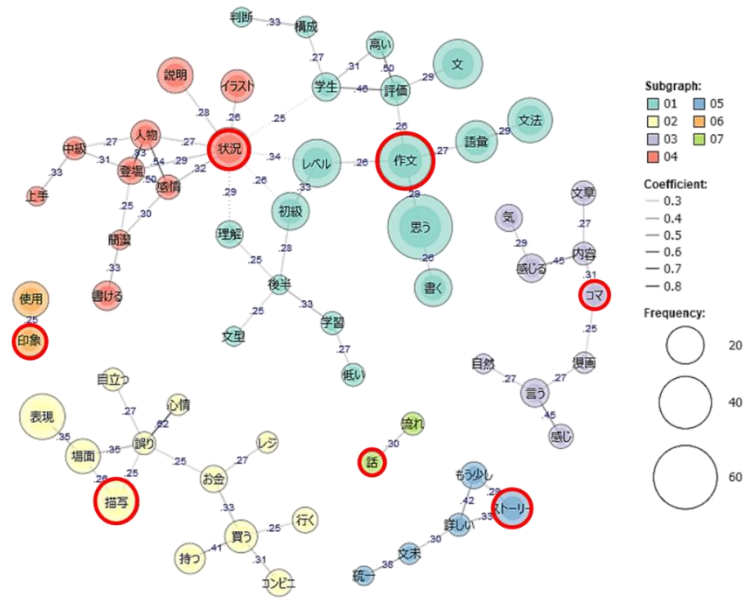 判断
.33
構成
.27
高い
学生
.31
.50
.46
評価
.29
文
説明
イラスト
.28
.26
.25
.26
文法
.29
語彙
.27
人物
中級
.27
.27
状況
.34
レベル
.26
作文
.31
登場
.54
.29
.50
感情
.32
.33
上手
.26
.33
.29
.25
.30
初級
.29
理解
思う
簡潔
.28
.26
.33
.25
後半
書く
書ける
.33
.25
文型
学習
.27
低い
使用
.25
印象
文章
気
.27
.29
内容
.45
感じる
.31
コマ
.25
自然
漫画
.27
.27
言う
.45
感じ
目立つ
表現
.27
心情
.35
.62
場面
.35
誤り
レジ
.26
.25
.25
.27
お金
描写
.33
買う
.25
行く
持つ
.41
.31
コンビニ
流れ
.30
話
もう少し
.29
.42
ストーリー
.33
詳しい
.30
文末
.38
統一
Subgraph:
01 05
02 06
03 07
04
Coefficient:
0.3
0.4
0.5
0.6
0.7
0.8
Frequency:
20
40
60